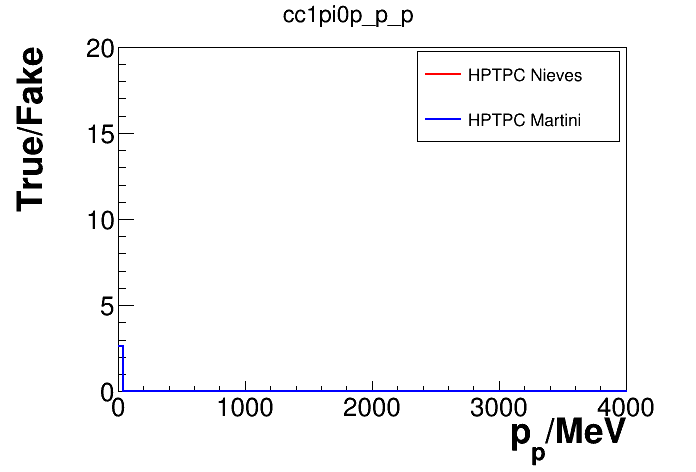 cc1pi0p_p_p
True/Fake
20
15
10
5
0
HPTPC Nieves
HPTPC Martini
0 1000 2000 3000 4000
p_p/MeV